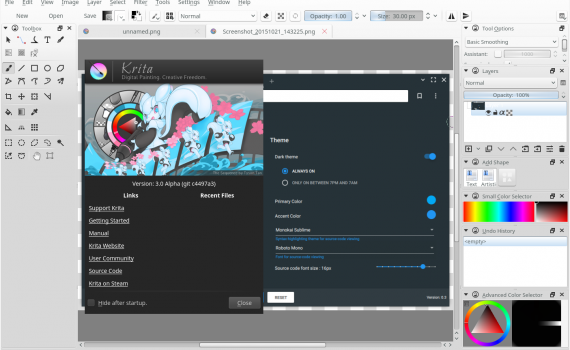 File Edit View Image Layer Select Filter Tools Settings Window Help
New Open Save Normal Opacity: 1.00 Size: 30.00 px
Toolbox
unnamed.png Screenshot_20151021_143225.png
Krita
Digital Painting. Creative Freedom.
Version: 3.0 Alpha (git c4497a3)
Links Recent Files
Support Krita
Getting Started
Manual
Krita Website
User Community
Source Code
Krita on Steam
Hide after startup. Close
Theme
Dark theme
ALWAYS ON
ONLY ON BETWEEN 7PM AND 7AM
Primary Color
Accent Color
Monokai Sublime
Roboto Mono
Source code font size : 16px
RESET
Tool Options
Basic Smoothing
Assistant:
Layers
Normal
Opacity: 100%
Add Shape
Text Artistic
Small Color Selector
Undo History
<empty>
Advanced Color Selector